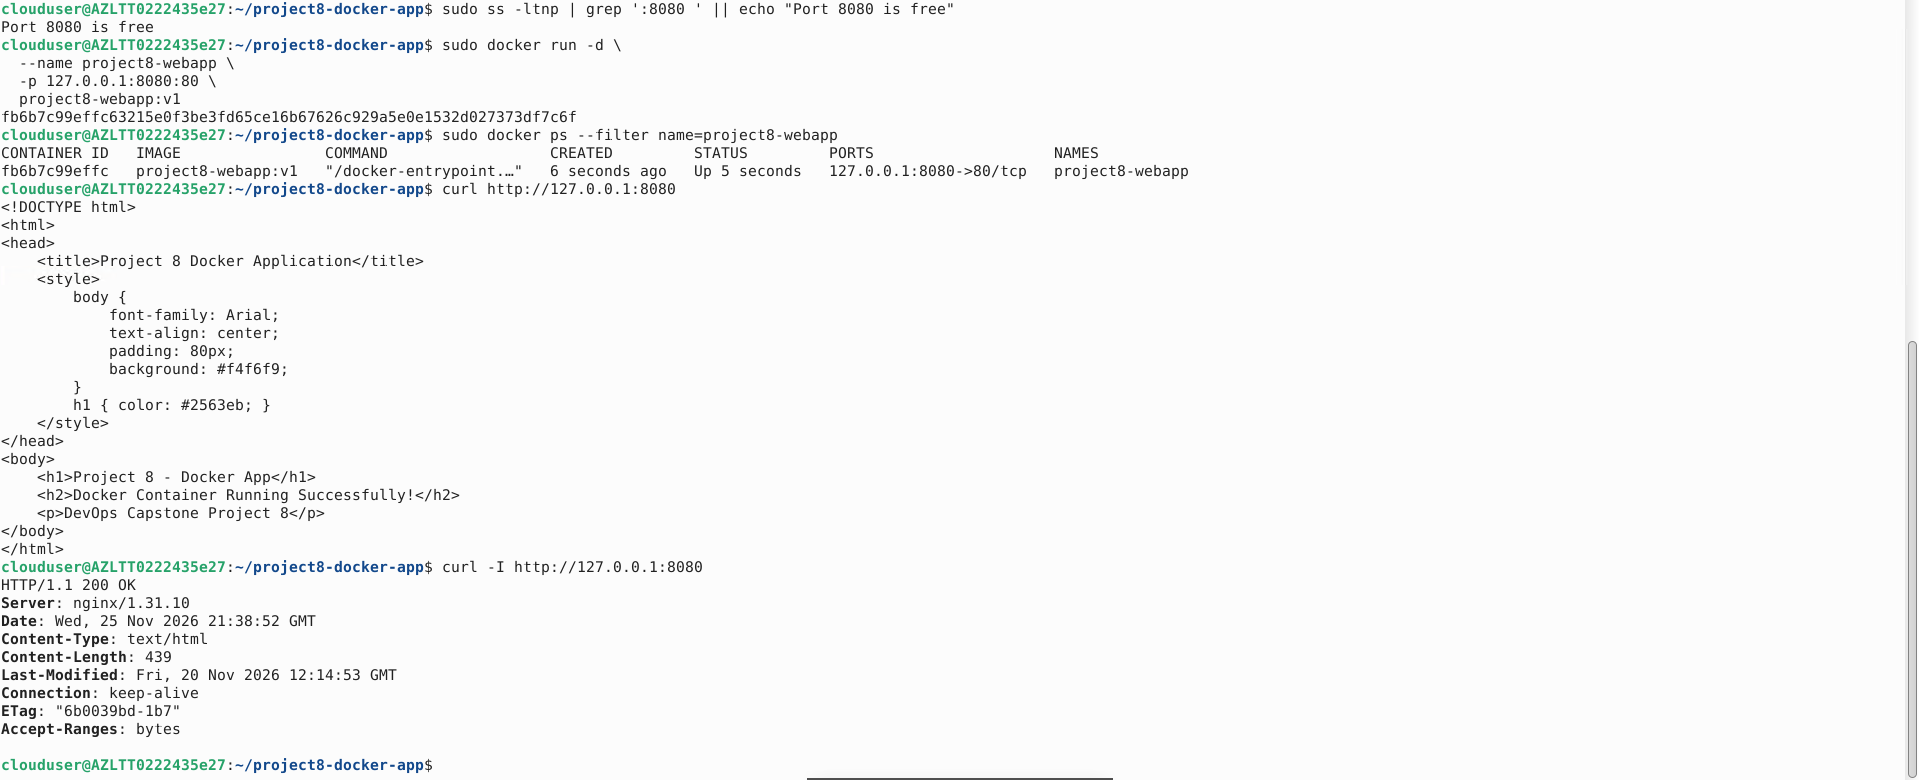 clouduser@AZLTT0222435e27:~/project8-docker-app$ sudo ss -ltnp | grep ':8080 ' || echo "Port 8080 is free"
Port 8080 is free
clouduser@AZLTT0222435e27:~/project8-docker-app$ sudo docker run -d \
  --name project8-webapp \
  -p 127.0.0.1:8080:80 \
  project8-webapp:v1
fb6b7c99effc63215e0f3be3fd65ce16b67626c929a5e0e1532d027373df7c6f
clouduser@AZLTT0222435e27:~/project8-docker-app$ sudo docker ps --filter name=project8-webapp
CONTAINER ID   IMAGE                COMMAND                  CREATED         STATUS         PORTS                    NAMES
fb6b7c99effc   project8-webapp:v1   "/docker-entrypoint.…"   6 seconds ago   Up 5 seconds   127.0.0.1:8080->80/tcp   project8-webapp
clouduser@AZLTT0222435e27:~/project8-docker-app$ curl http://127.0.0.1:8080
<!DOCTYPE html>
<html>
<head>
    <title>Project 8 Docker Application</title>
    <style>
        body {
            font-family: Arial;
            text-align: center;
            padding: 80px;
            background: #f4f6f9;
        }
        h1 { color: #2563eb; }
    </style>
</head>
<body>
    <h1>Project 8 - Docker App</h1>
    <h2>Docker Container Running Successfully!</h2>
    <p>DevOps Capstone Project 8</p>
</body>
</html>
clouduser@AZLTT0222435e27:~/project8-docker-app$ curl -I http://127.0.0.1:8080
HTTP/1.1 200 OK
Server: nginx/1.31.10
Date: Wed, 25 Nov 2026 21:38:52 GMT
Content-Type: text/html
Content-Length: 439
Last-Modified: Fri, 20 Nov 2026 12:14:53 GMT
Connection: keep-alive
ETag: "6b0039bd-1b7"
Accept-Ranges: bytes

clouduser@AZLTT0222435e27:~/project8-docker-app$